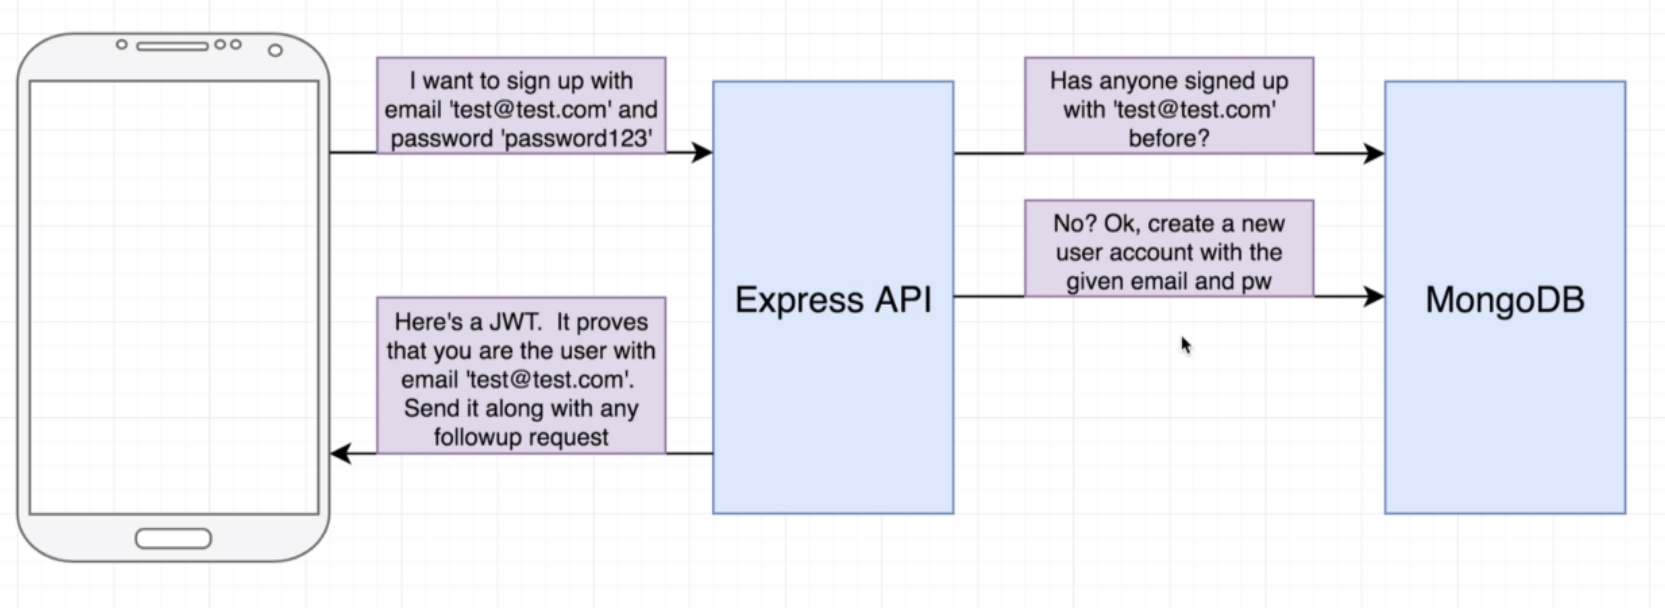 I want to sign up with
email 'test@test.com' and
password 'password123'
Here's a JWT.  It proves
that you are the user with
email 'test@test.com'.
Send it along with any
followup request
Express API
Has anyone signed up
with 'test@test.com'
before?
No? Ok, create a new
user account with the
given email and pw
MongoDB